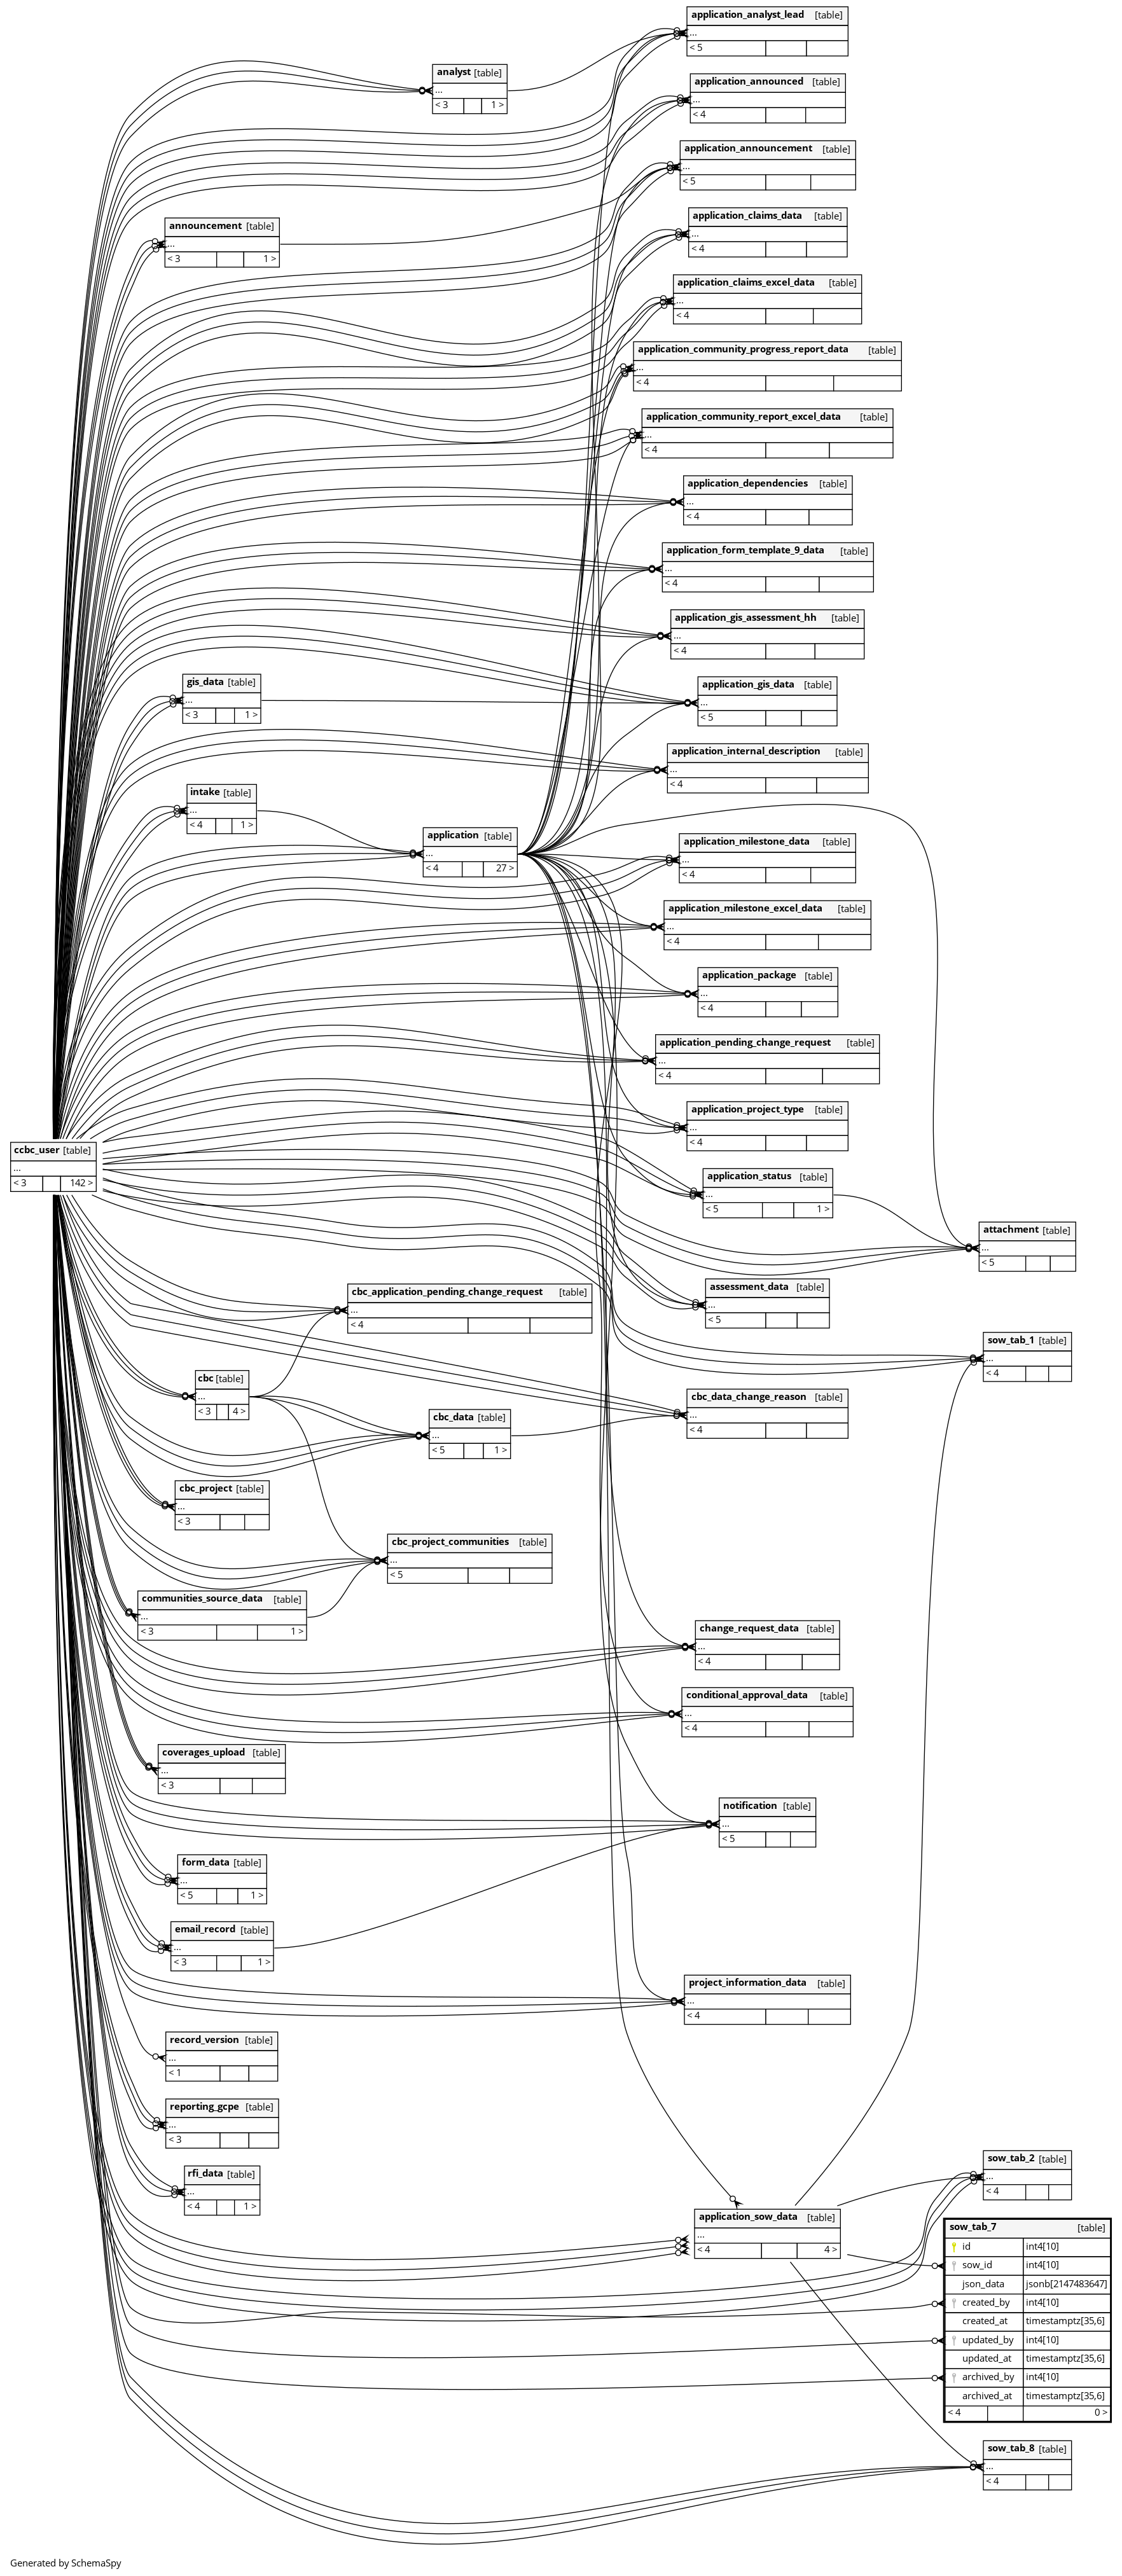 application_analyst_lead [table]
...
< 5
analyst [table]
...
< 3 1 >
application_announced [table]
...
< 4
application_announcement [table]
...
< 5
application_claims_data [table]
...
< 4
announcement [table]
...
< 3 1 >
application_claims_excel_data [table]
...
< 4
application_community_progress_report_data [table]
...
< 4
application_community_report_excel_data [table]
...
< 4
application_dependencies [table]
...
< 4
application_form_template_9_data [table]
...
< 4
application_gis_assessment_hh [table]
...
< 4
gis_data [table]
...
< 3 1 >
application_gis_data [table]
...
< 5
application_internal_description [table]
...
< 4
intake [table]
...
< 4 1 >
application [table]
...
< 4 27 >
application_milestone_data [table]
...
< 4
application_milestone_excel_data [table]
...
< 4
application_package [table]
...
< 4
application_pending_change_request [table]
...
< 4
application_project_type [table]
...
< 4
ccbc_user [table]
...
< 3 142 >
application_status [table]
...
< 5 1 >
attachment [table]
...
< 5
assessment_data [table]
...
< 5
cbc_application_pending_change_request [table]
...
< 4
sow_tab_1 [table]
...
< 4
cbc [table]
...
< 3 4 >
cbc_data_change_reason [table]
...
< 4
cbc_data [table]
...
< 5 1 >
cbc_project [table]
...
< 3
cbc_project_communities [table]
...
< 5
communities_source_data [table]
...
< 3 1 >
change_request_data [table]
...
< 4
conditional_approval_data [table]
...
< 4
coverages_upload [table]
...
< 3
notification [table]
...
< 5
form_data [table]
...
< 5 1 >
email_record [table]
...
< 3 1 >
project_information_data [table]
...
< 4
record_version [table]
...
< 1
reporting_gcpe [table]
...
< 3
rfi_data [table]
...
< 4 1 >
sow_tab_2 [table]
...
< 4
application_sow_data [table]
...
< 4 4 >
sow_tab_7 [table]
id int4[10]
sow_id int4[10]
json_data jsonb[2147483647]
created_by int4[10]
created_at timestamptz[35,6]
updated_by int4[10]
updated_at timestamptz[35,6]
archived_by int4[10]
archived_at timestamptz[35,6]
< 4 0 >
sow_tab_8 [table]
...
< 4
Generated by SchemaSpy